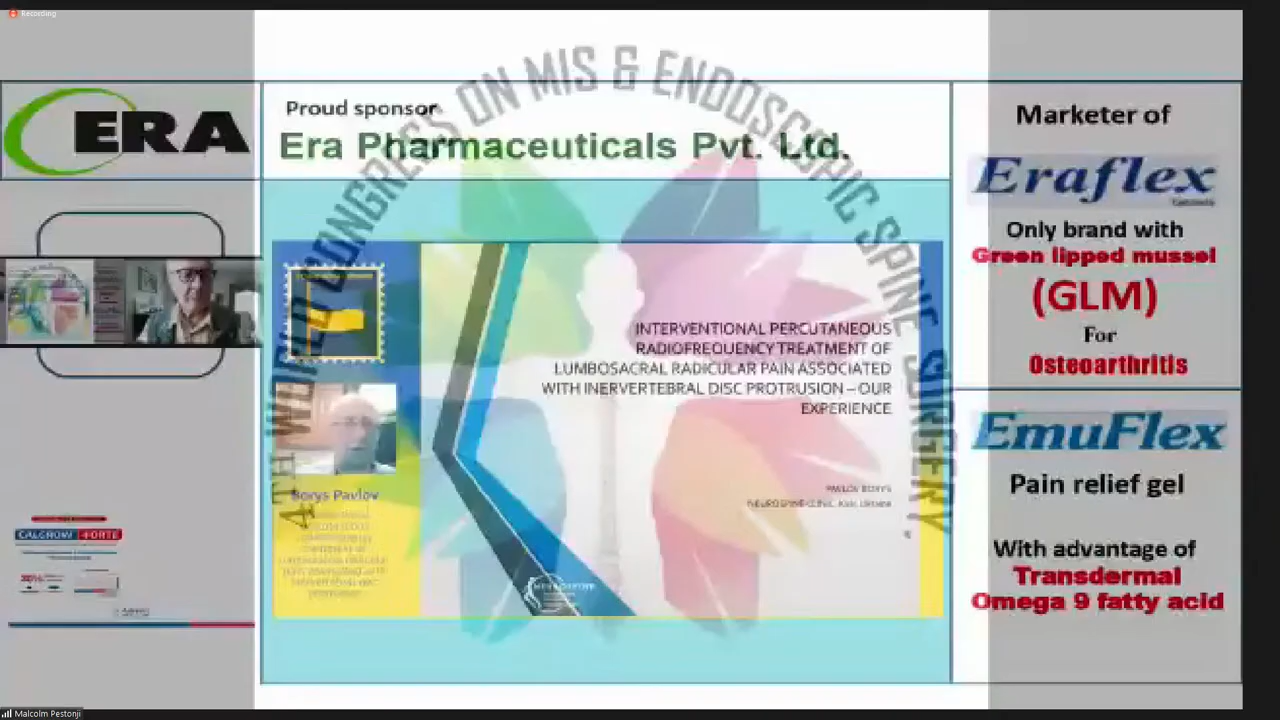 Recording
4TH WORLD CONGRESS ON MIS & ENDOSCOPIC SPINE SURGERY
ERA
Proud sponsor
Era Pharmaceuticals Pvt. Ltd.
INTERVENTIONAL PERCUTANEOUS
RADIOFREQUENCY TREATMENT OF
LUMBOSACRAL RADICULAR PAIN ASSOCIATED
WITH INERVERTEBRAL DISC PROTRUSION – OUR
EXPERIENCE
PAVLOV BORYS
Borys Pavlov
CALGROW FORTE
Marketer of
Eraflex
Only brand with
Green lipped mussel
(GLM)
For
Osteoarthritis
EmuFlex
Pain relief gel
With advantage of
Transdermal
Omega 9 fatty acid
Malcolm Pestonji